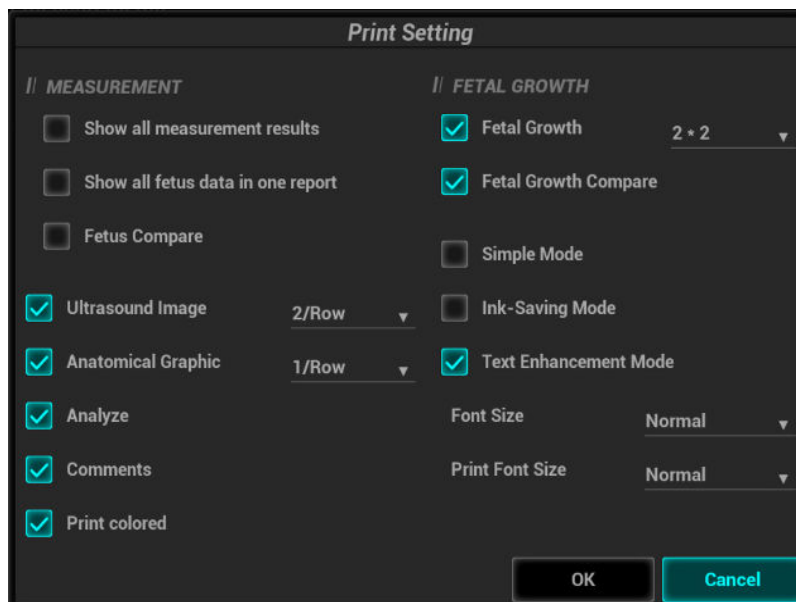 Print Setting
MEASUREMENT
Show all measurement results
Show all fetus data in one report
Fetus Compare
Ultrasound Image 2/Row
Anatomical Graphic 1/Row
Analyze
Comments
Print colored
FETAL GROWTH
Fetal Growth 2 * 2
Fetal Growth Compare
Simple Mode
Ink-Saving Mode
Text Enhancement Mode
Font Size Normal
Print Font Size Normal
OK Cancel